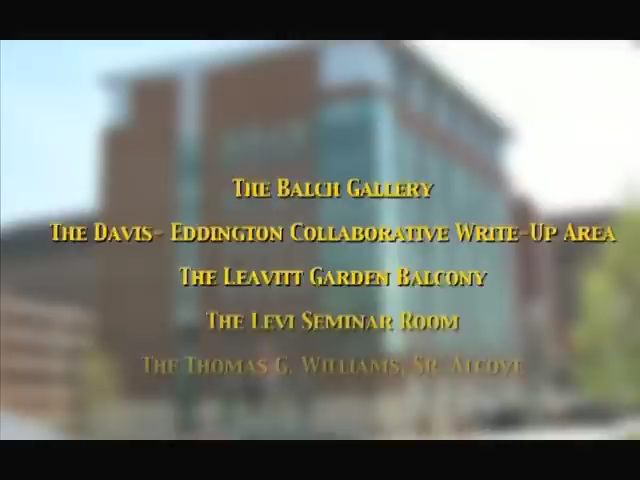 The Balch Gallery
The Davis- Eddington Collaborative Write-Up Area
The Leavitt Garden Balcony
The Levi Seminar Room
The Thomas G. Williams, Sr. Alcove